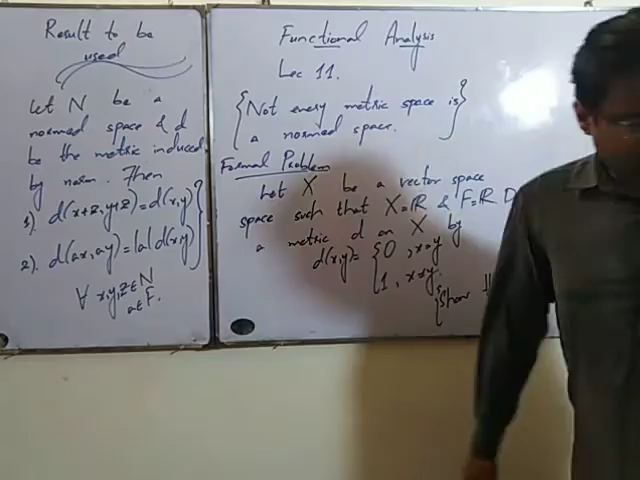 Result to be
used
Let N be a
normed space & d
be the metric induced
by norm. Then
1). d(x+z,y+z)=d(x,y)
2). d(ax,ay)=|a|d(x,y)
∀ x,y,z∈N
a∈F.
Functional Analysis
Lec 11.
{Not every metric space is
a normed space.}
Formal Problem
Let X be a vector space
space such that X=R & F=R D
a metric d on X by
d(x,y)= {0 , x=y
1, x≠y.
{Show